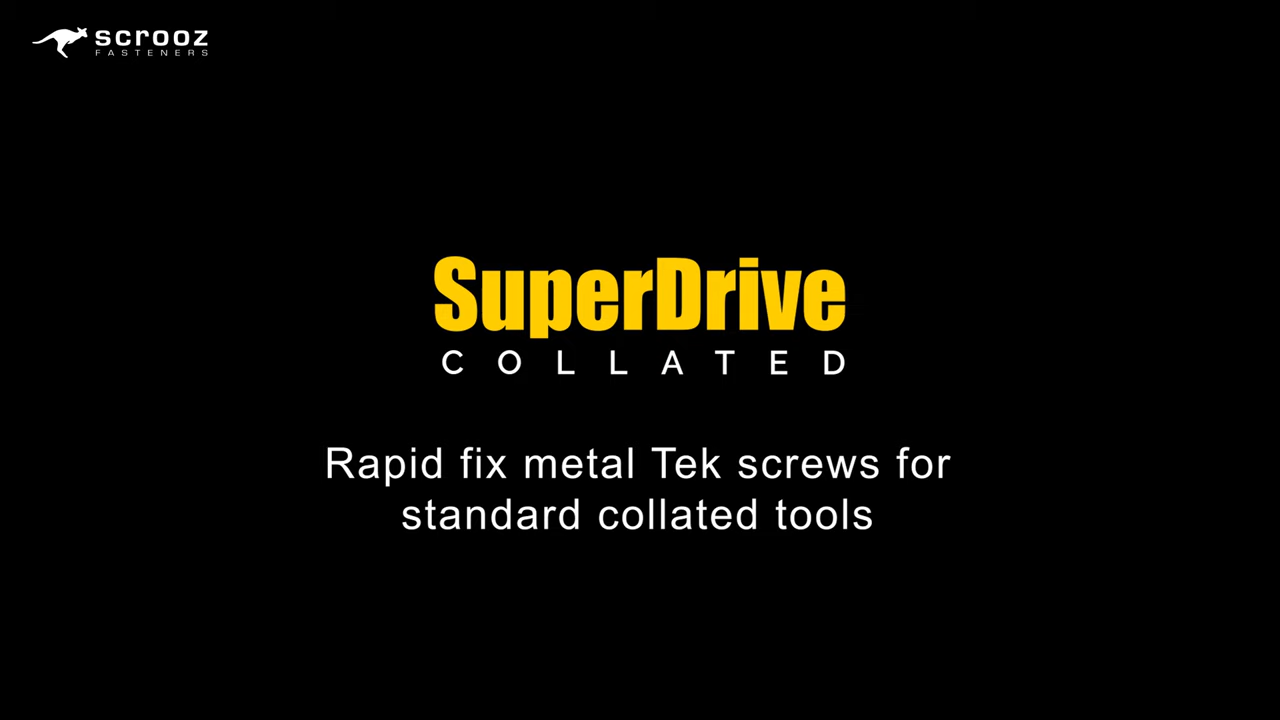 scrooz
FASTENERS
SuperDrive
COLLATED
Rapid fix metal Tek screws for
standard collated tools